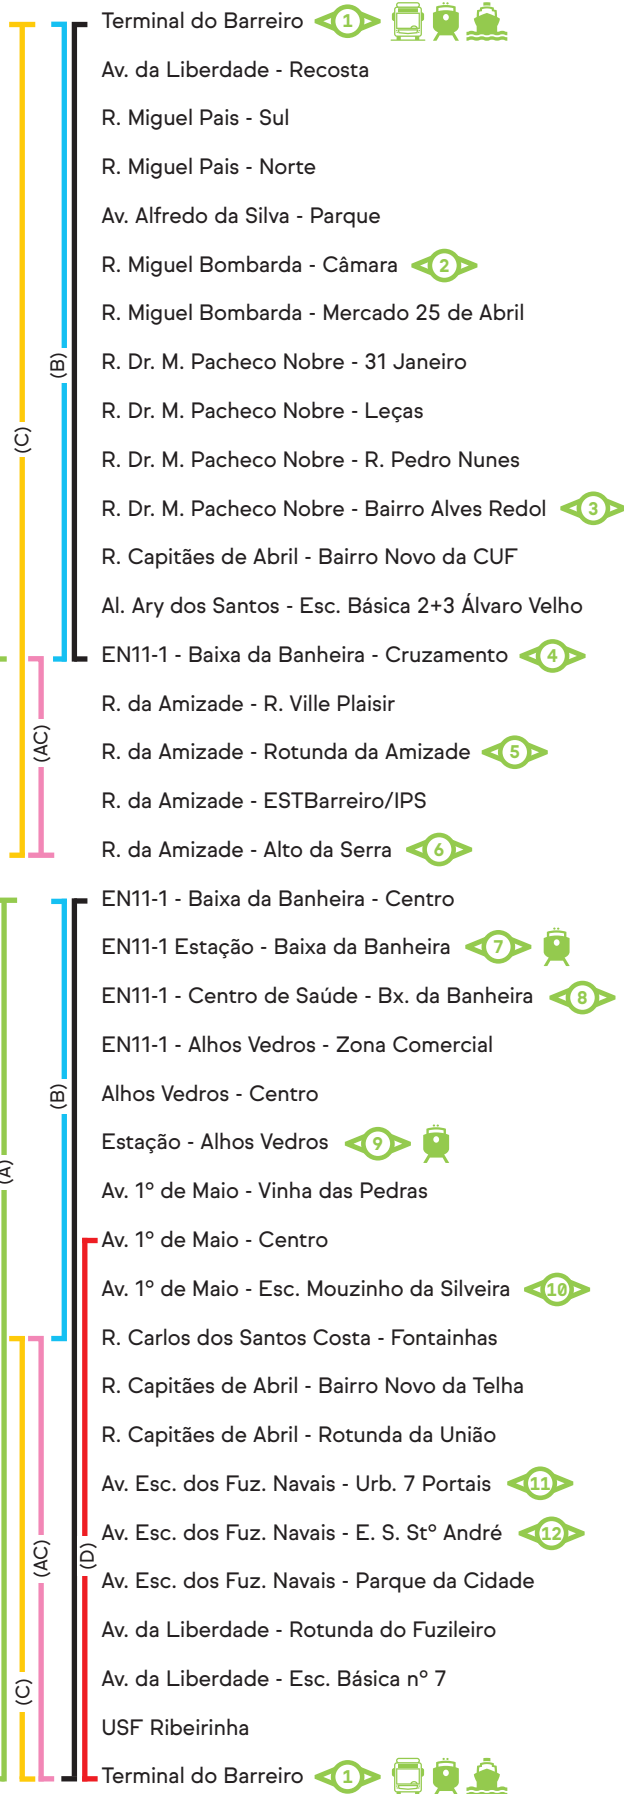 Terminal do Barreiro 1
Av. da Liberdade - Recosta
R. Miguel Pais - Sul
R. Miguel Pais - Norte
Av. Alfredo da Silva - Parque
R. Miguel Bombarda - Câmara 2
R. Miguel Bombarda - Mercado 25 de Abril
(B)
R. Dr. M. Pacheco Nobre - 31 Janeiro
R. Dr. M. Pacheco Nobre - Leças
(C)
R. Dr. M. Pacheco Nobre - R. Pedro Nunes
R. Dr. M. Pacheco Nobre - Bairro Alves Redol 3
R. Capitães de Abril - Bairro Novo da CUF
Al. Ary dos Santos - Esc. Básica 2+3 Álvaro Velho
EN11-1 - Baixa da Banheira - Cruzamento 4
R. da Amizade - R. Ville Plaisir
(AC)
R. da Amizade - Rotunda da Amizade 5
R. da Amizade - ESTBarreiro/IPS
R. da Amizade - Alto da Serra 6
EN11-1 - Baixa da Banheira - Centro
EN11-1 Estação - Baixa da Banheira 7
EN11-1 - Centro de Saúde - Bx. da Banheira 8
EN11-1 - Alhos Vedros - Zona Comercial
(B)
Alhos Vedros - Centro
Estação - Alhos Vedros 9
(A)
Av. 1º de Maio - Vinha das Pedras
Av. 1º de Maio - Centro
Av. 1º de Maio - Esc. Mouzinho da Silveira 10
R. Carlos dos Santos Costa - Fontainhas
R. Capitães de Abril - Bairro Novo da Telha
R. Capitães de Abril - Rotunda da União
Av. Esc. dos Fuz. Navais - Urb. 7 Portais 11
Av. Esc. dos Fuz. Navais - E. S. Stº André 12
(AC)
(D)
Av. Esc. dos Fuz. Navais - Parque da Cidade
Av. da Liberdade - Rotunda do Fuzileiro
Av. da Liberdade - Esc. Básica nº 7
(C)
USF Ribeirinha
Terminal do Barreiro 1